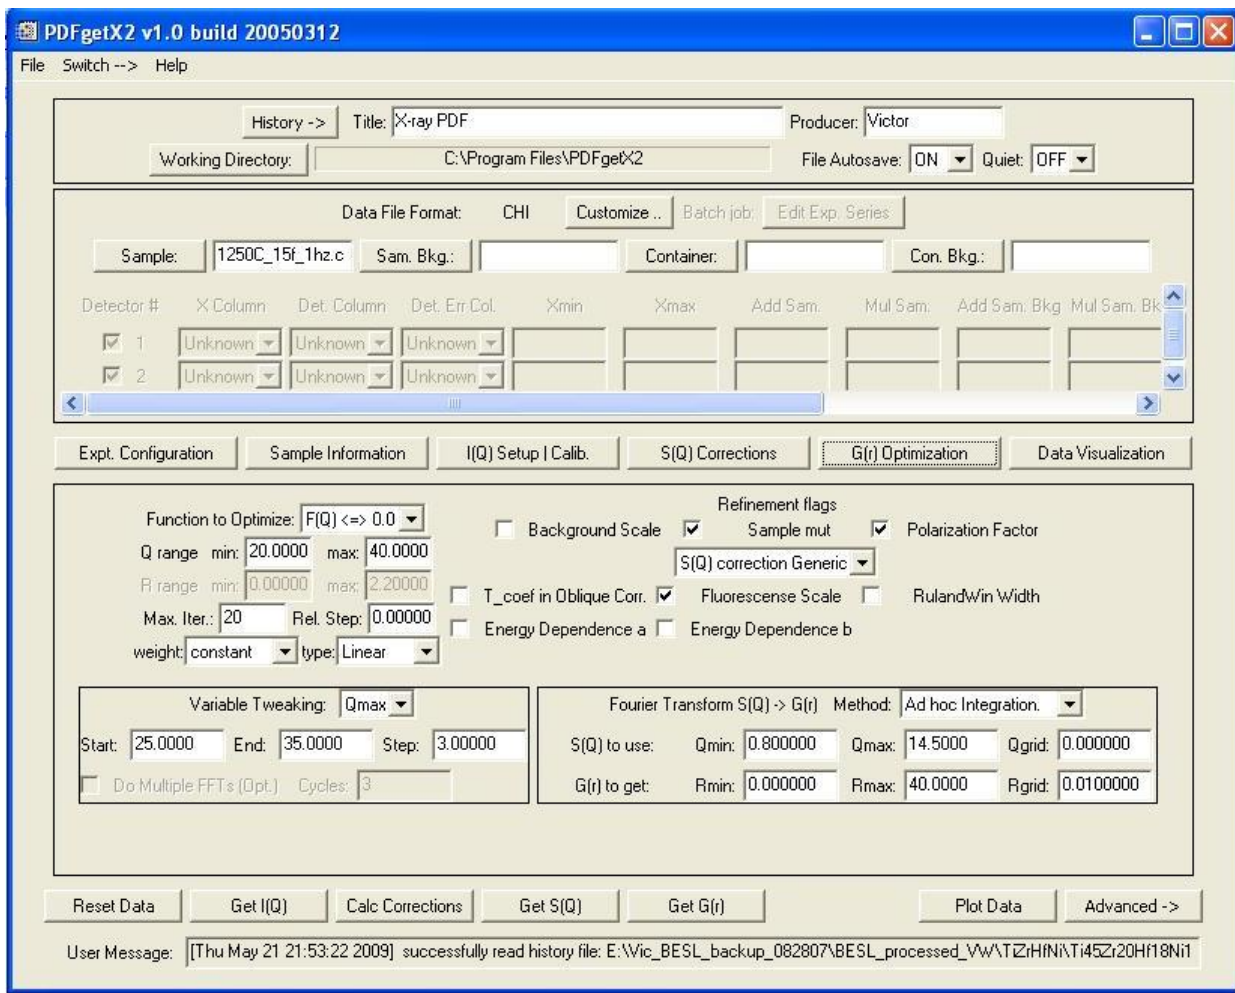 PDFgetX2 v1.0 build 20050312
File Switch --> Help
History -> Title: X-ray PDF Producer: Victor
Working Directory: C:\Program Files\PDFgetX2 File Autosave: ON Quiet: OFF
Data File Format: CHI Customize .. Batch job: Edit Exp. Series
Sample: 1250C_15f_1hz.c Sam. Bkg.: Container: Con. Bkg.:
Detector # X Column Det. Column Det. Err Col. Xmin Xmax Add Sam. Mul Sam. Add Sam. Bkg Mul Sam. Bk
1 Unknown Unknown Unknown
2 Unknown Unknown Unknown
Expt. Configuration Sample Information I(Q) Setup | Calib. S(Q) Corrections G(r) Optimization Data Visualization
Refinement flags
Function to Optimize: F(Q) <=> 0.0 Background Scale Sample mut Polarization Factor
Q range min: 20.0000 max: 40.0000 S(Q) correction Generic
R range min: 0.00000 max: 2.20000 T_coef in Oblique Corr. Fluorescense Scale RulandWin Width
Max. Iter.: 20 Rel. Step: 0.00000 Energy Dependence a Energy Dependence b
weight: constant type: Linear
Variable Tweaking: Qmax Fourier Transform S(Q) -> G(r) Method: Ad hoc Integration.
Start: 25.0000 End: 35.0000 Step: 3.00000 S(Q) to use: Qmin: 0.800000 Qmax: 14.5000 Qgrid: 0.000000
Do Multiple FFTs (Opt.) Cycles: 3 G(r) to get: Rmin: 0.000000 Rmax: 40.0000 Rgrid: 0.0100000
Reset Data Get I(Q) Calc Corrections Get S(Q) Get G(r) Plot Data Advanced ->
User Message: [Thu May 21 21:53:22 2009] successfully read history file: E:\Vic_BESL_backup_082807\BESL_processed_VW\TiZrHfNi\Ti45Zr20Hf18Ni1